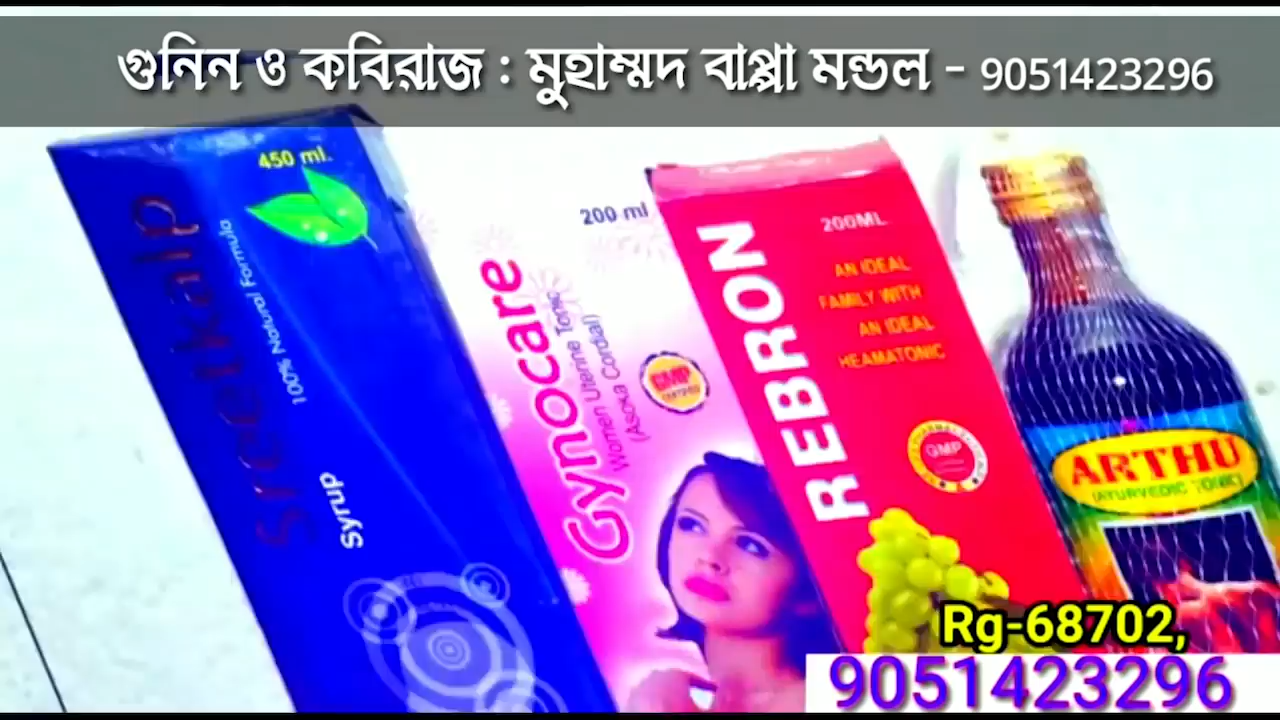 গুনিন ও কবিরাজ : মুহাম্মদ বাপ্পা মন্ডল - 9051423296
450 ml.
Sreekalp
100% Natural Formula
Syrup
200 ml
Gynocare
Women Uterine Tonic
(Asoka Cordial)
GMP
REBRON
200ML
AN IDEAL
FAMILY WITH
AN IDEAL
HEAMATONIC
GMP
ARTHU
(AYURVEDIC TONIC)
Rg-68702,
9051423296